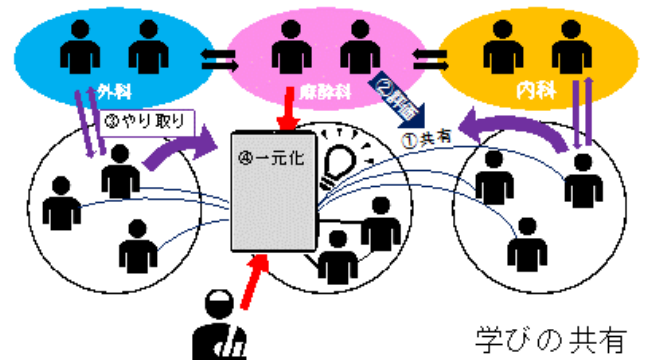 外科
麻酔科
内科
②評価
③やり取り
①共有
④一元化
学びの共有